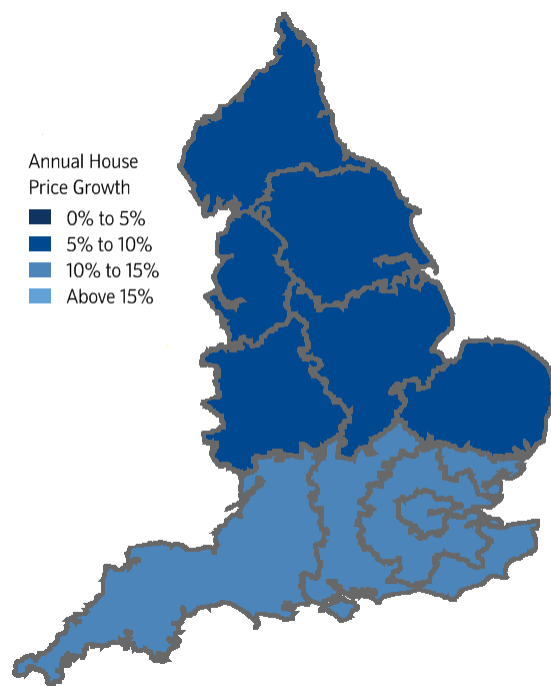 Annual House
Price Growth
0% to 5%
5% to 10%
10% to 15%
Above 15%